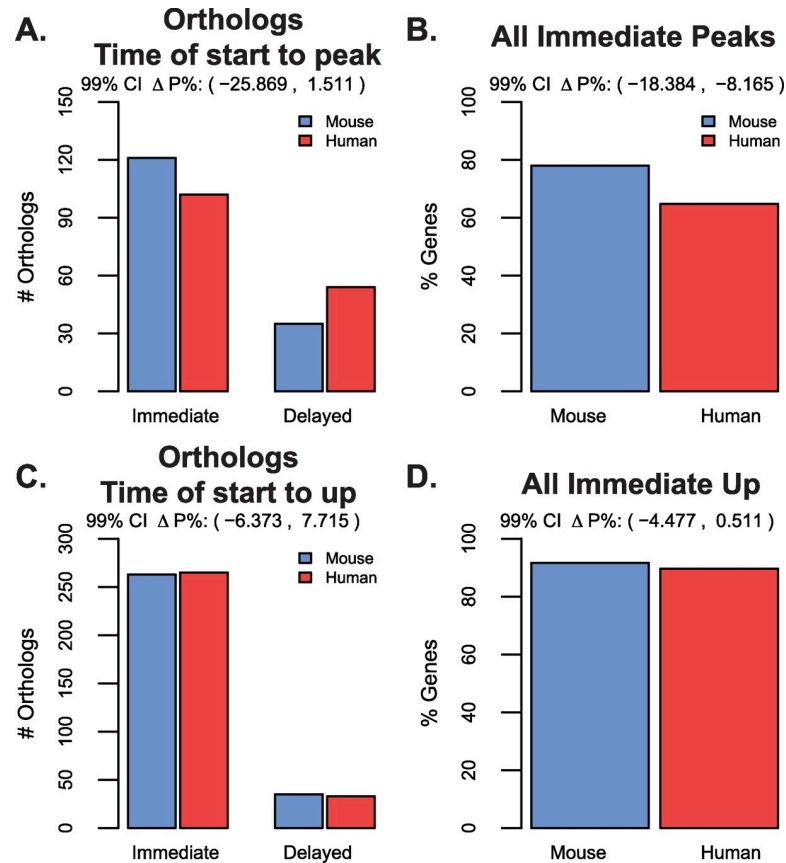 A.
Orthologs
Time of start to peak
99% CI Δ P%: ( −25.869 , 1.511 )
150
120
90
60
30
0
# Orthologs
Mouse
Human
Immediate
Delayed
B.
All Immediate Peaks
99% CI Δ P%: ( −18.384 , −8.165 )
100
80
60
40
20
0
% Genes
Mouse
Human
Mouse
Human
C.
Orthologs
Time of start to up
99% CI Δ P%: ( −6.373 , 7.715 )
300
250
200
150
100
50
0
# Orthologs
Mouse
Human
Immediate
Delayed
D.
All Immediate Up
99% CI Δ P%: ( −4.477 , 0.511 )
100
80
60
40
20
0
% Genes
Mouse
Human